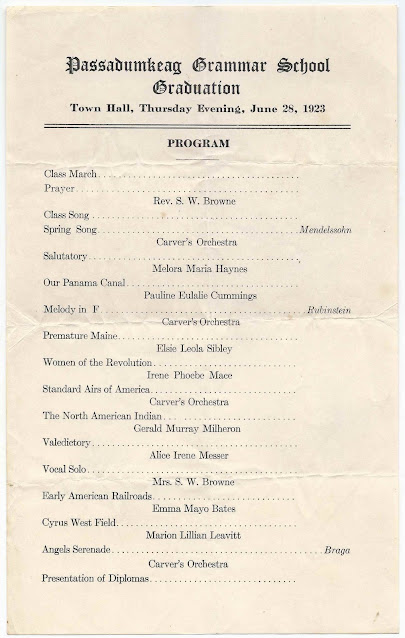 Passadumkeag Grammar School
Graduation
Town Hall, Thursday Evening, June 28, 1923
PROGRAM
Class March
Prayer
Rev. S. W. Browne
Class Song
Spring Song Mendelssohn
Carver's Orchestra
Salutatory
Melora Maria Haynes
Our Panama Canal
Pauline Eulalie Cummings
Melody in F Rubinstein
Carver's Orchestra
Premature Maine
Elsie Leola Sibley
Women of the Revolution
Irene Phoebe Mace
Standard Airs of America
Carver's Orchestra
The North American Indian
Gerald Murray Milheron
Valedictory
Alice Irene Messer
Vocal Solo
Mrs. S. W. Browne
Early American Railroads
Emma Mayo Bates
Cyrus West Field
Marion Lillian Leavitt
Angels Serenade Braga
Carver's Orchestra
Presentation of Diplomas